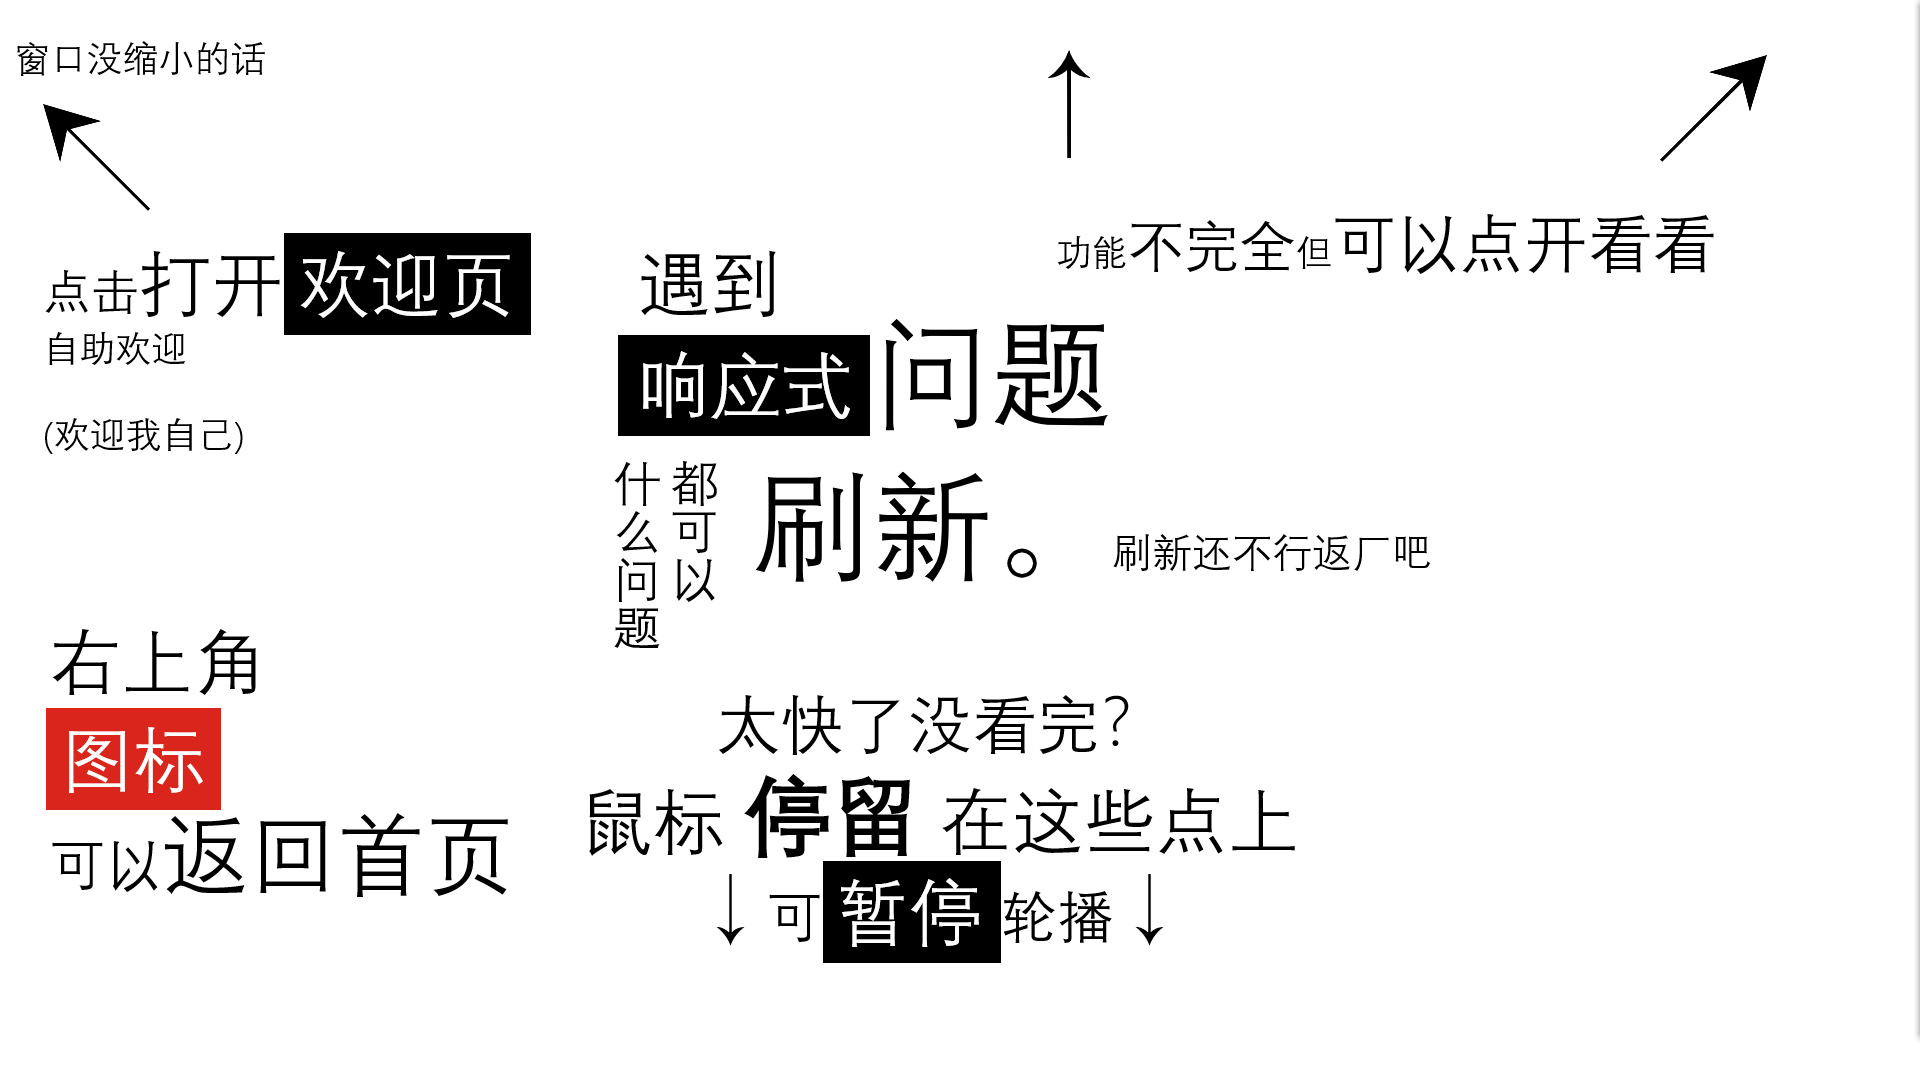 窗口没缩小的话
点击打开欢迎页
自助欢迎
(欢迎我自己)
功能不完全但可以点开看看
遇到
响应式问题
什么问题
都可以
刷新。
刷新还不行返厂吧
右上角
图标
可以返回首页
太快了没看完?
鼠标 停留 在这些点上
↓ 可暂停轮播 ↓